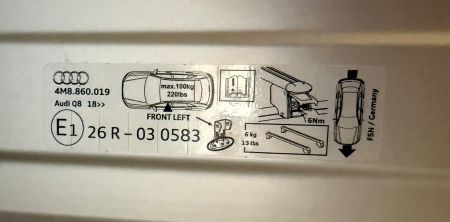 4M8.860.019
Audi Q8 18>>
max.100kg
220lbs
FRONT LEFT
E1 26 R - 03 0583
6Nm
6 kg
13 lbs
FSN / Germany